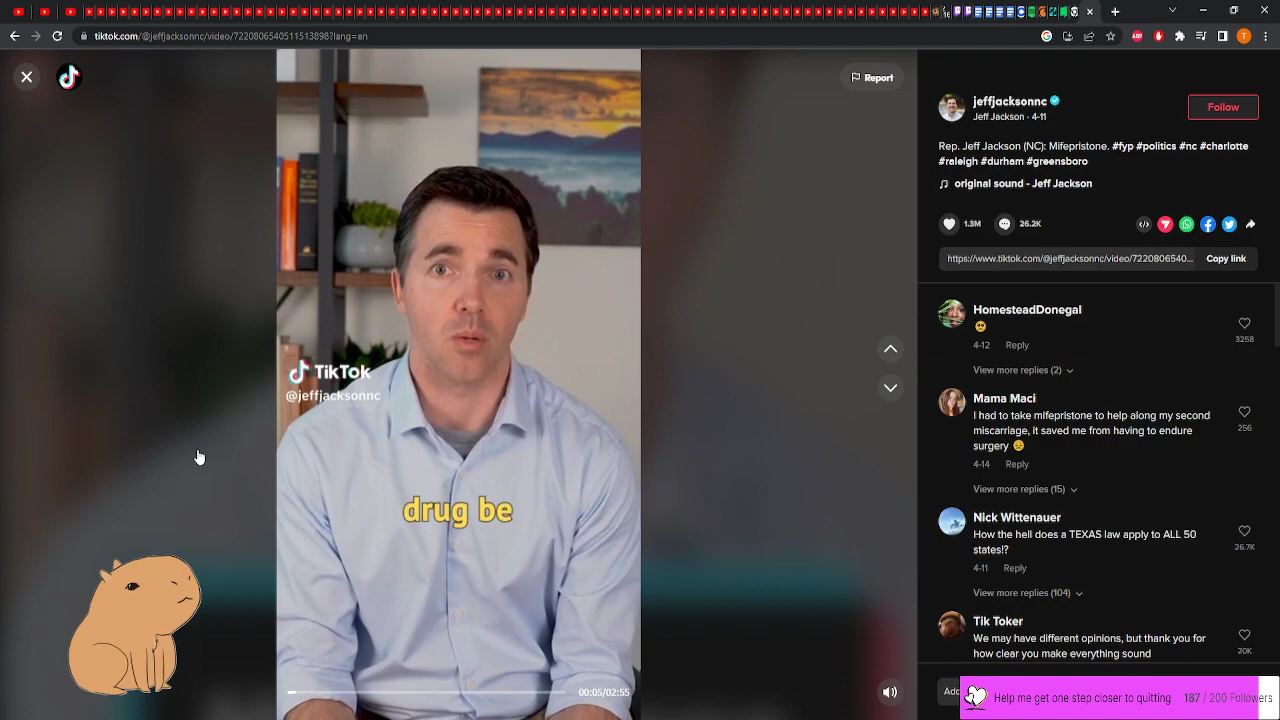 tiktok.com/@jeffjacksonnc/video/7220806540511513898?lang=en
ABP
T
Report
TikTok
@jeffjacksonnc
drug be
00:05/02:55
jeffjacksonnc
Jeff Jackson · 4-11
Follow
Rep. Jeff Jackson (NC): Mifepristone. #fyp #politics #nc #charlotte
#raleigh #durham #greensboro
original sound - Jeff Jackson
1.3M
26.2K
https://www.tiktok.com/@jeffjacksonnc/video/7220806540...
Copy link
HomesteadDonegal
4-12 Reply
3258
View more replies (2)
Mama Maci
I had to take mifepristone to help along my second
miscarriage, it saved me from having to endure
surgery
256
4-14 Reply
View more replies (15)
Nick Wittenauer
How the hell does a TEXAS law apply to ALL 50
states!?
26.7K
4-11 Reply
View more replies (104)
Tik Toker
We may have different opinions, but thank you for
how clear you make everything sound
20K
Add
Help me get one step closer to quitting 187 / 200 Followers